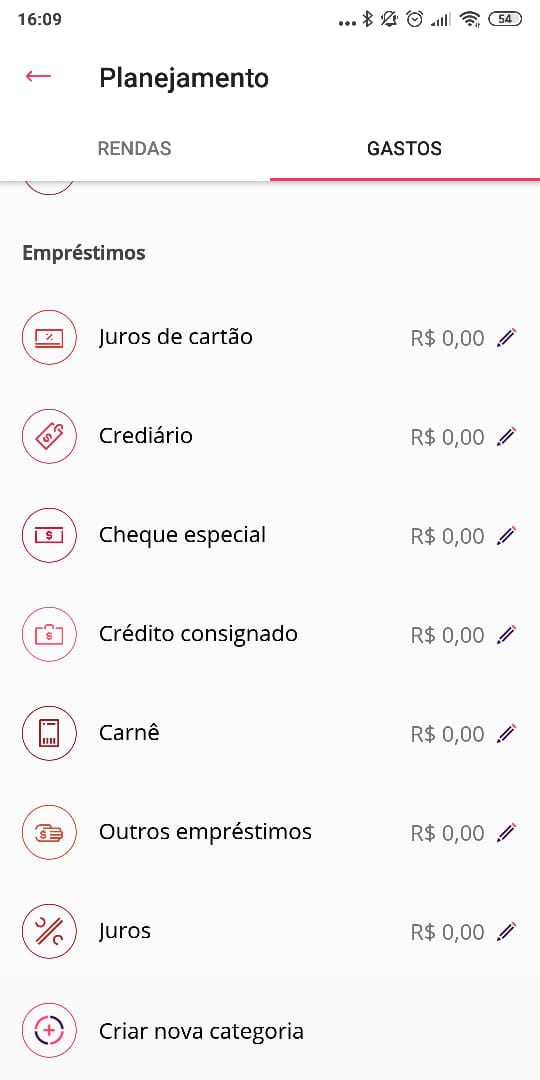 16:09
54
Planejamento
RENDAS
GASTOS
Empréstimos
Juros de cartão
R$ 0,00
Crediário
R$ 0,00
Cheque especial
R$ 0,00
Crédito consignado
R$ 0,00
Carnê
R$ 0,00
Outros empréstimos
R$ 0,00
Juros
R$ 0,00
Criar nova categoria